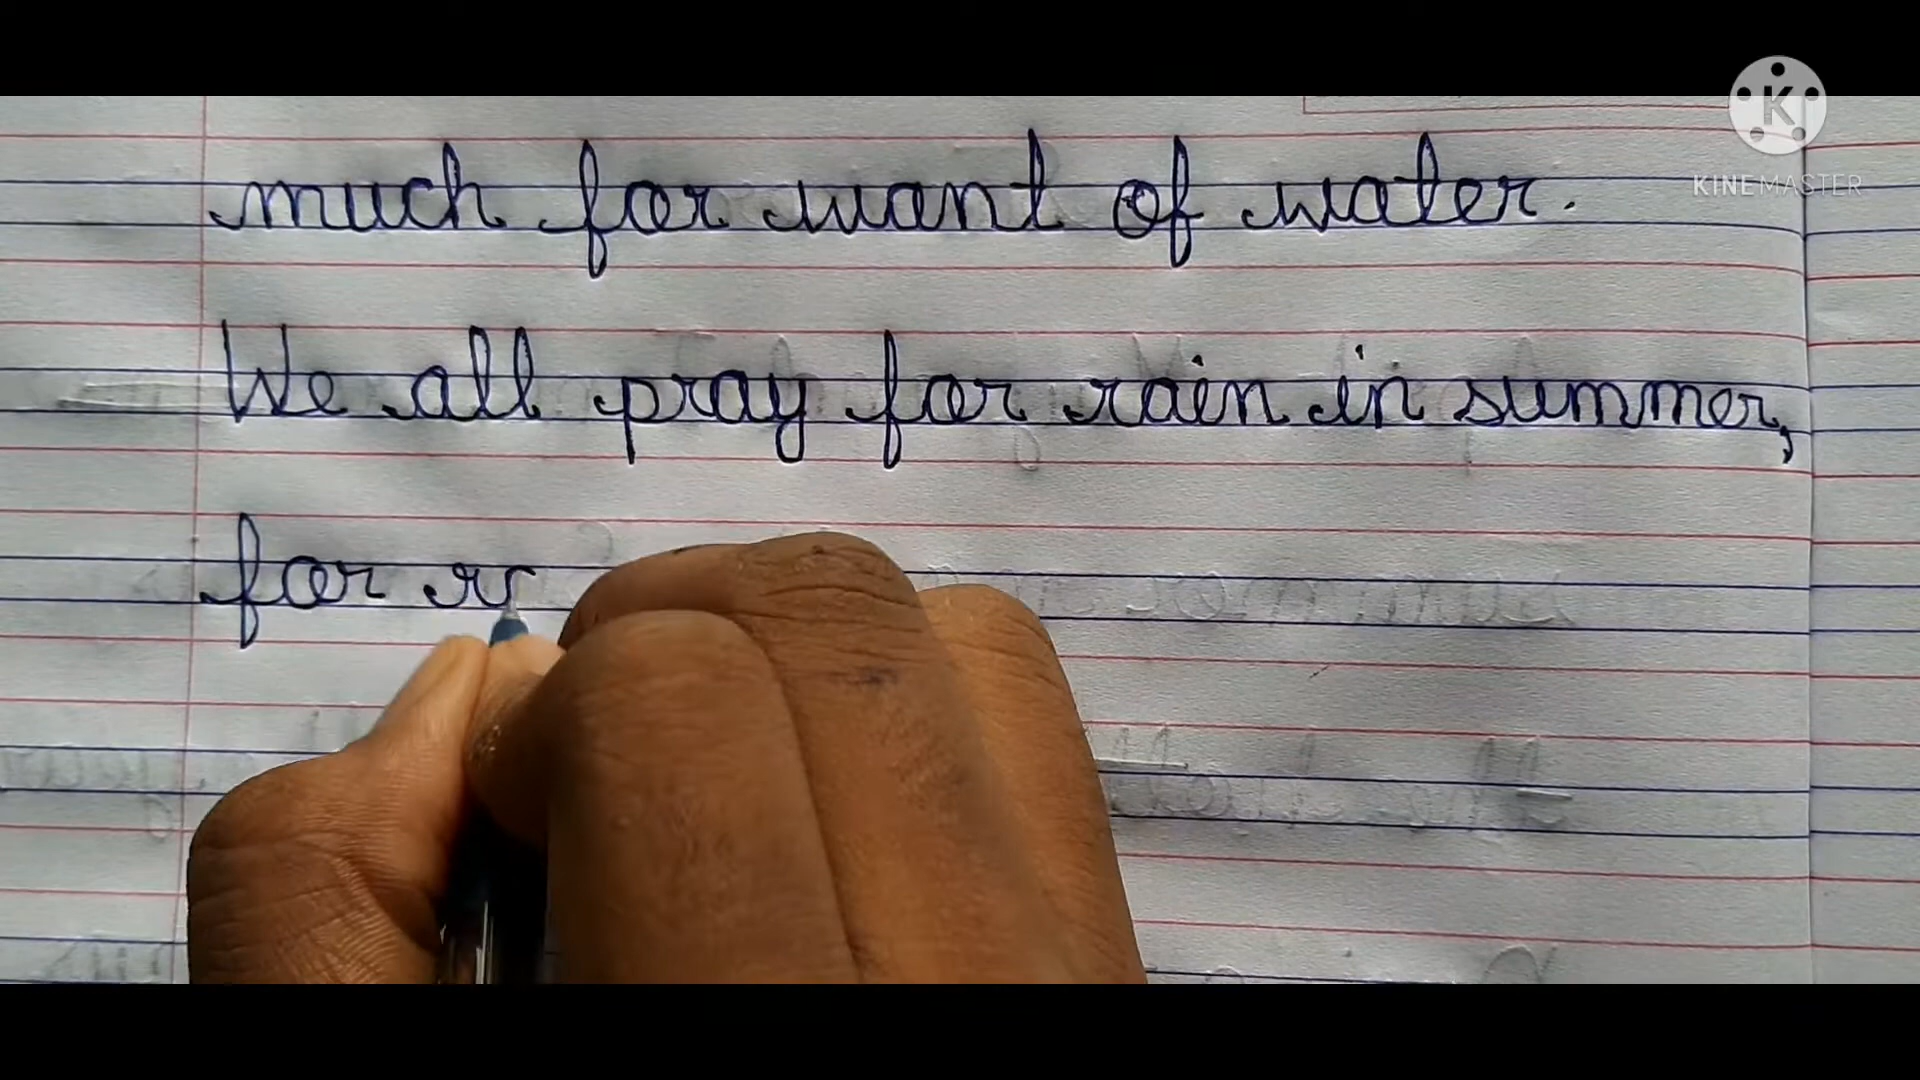 KINEMASTER
much for want of water.
We all pray for rain in summer,
for